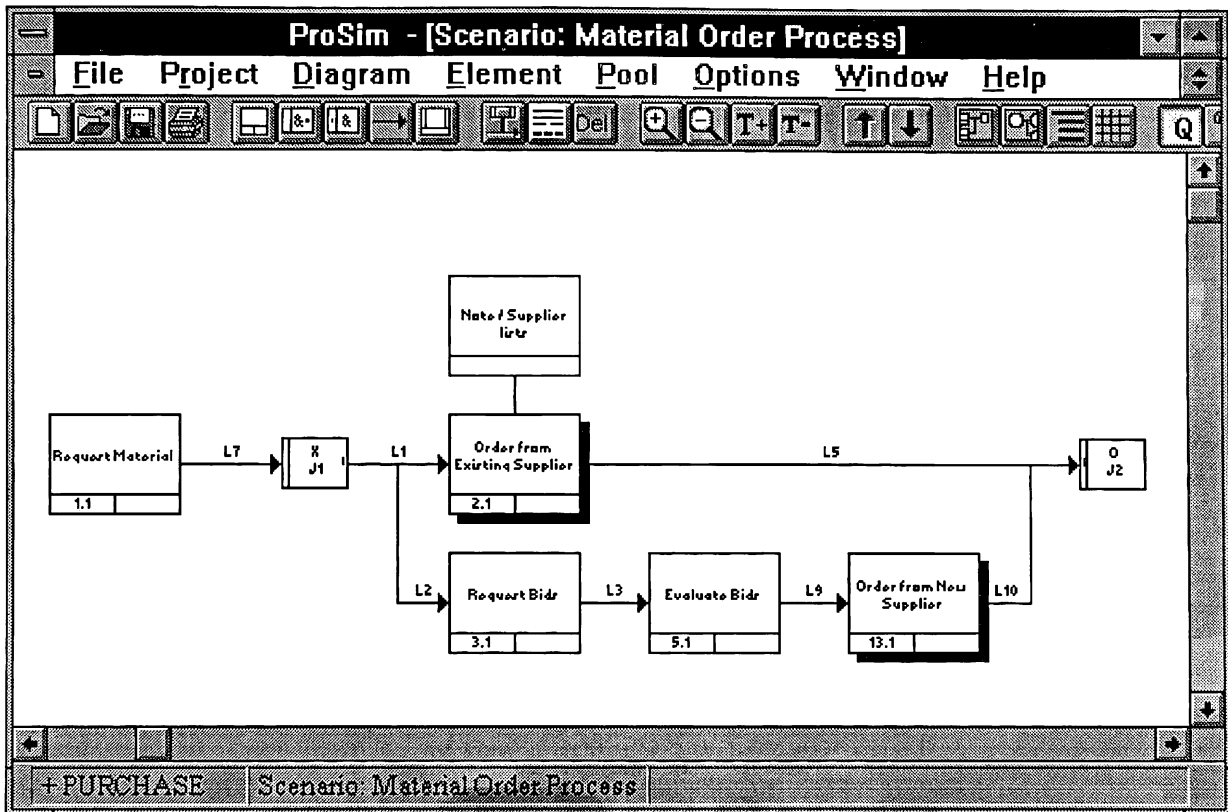 ProSim - [Scenario: Material Order Process]
File Project Diagram Element Pool Options Window Help
&
&
Del
T+
T-
Q
Note / Supplier
lists
Request Material
1.1
L7
X
J1
L1
Order from
Existing Supplier
2.1
L5
O
J2
L2
Request Bids
3.1
L3
Evaluate Bids
5.1
L9
Order from New
Supplier
13.1
L10
+PURCHASE
Scenario: Material Order Process